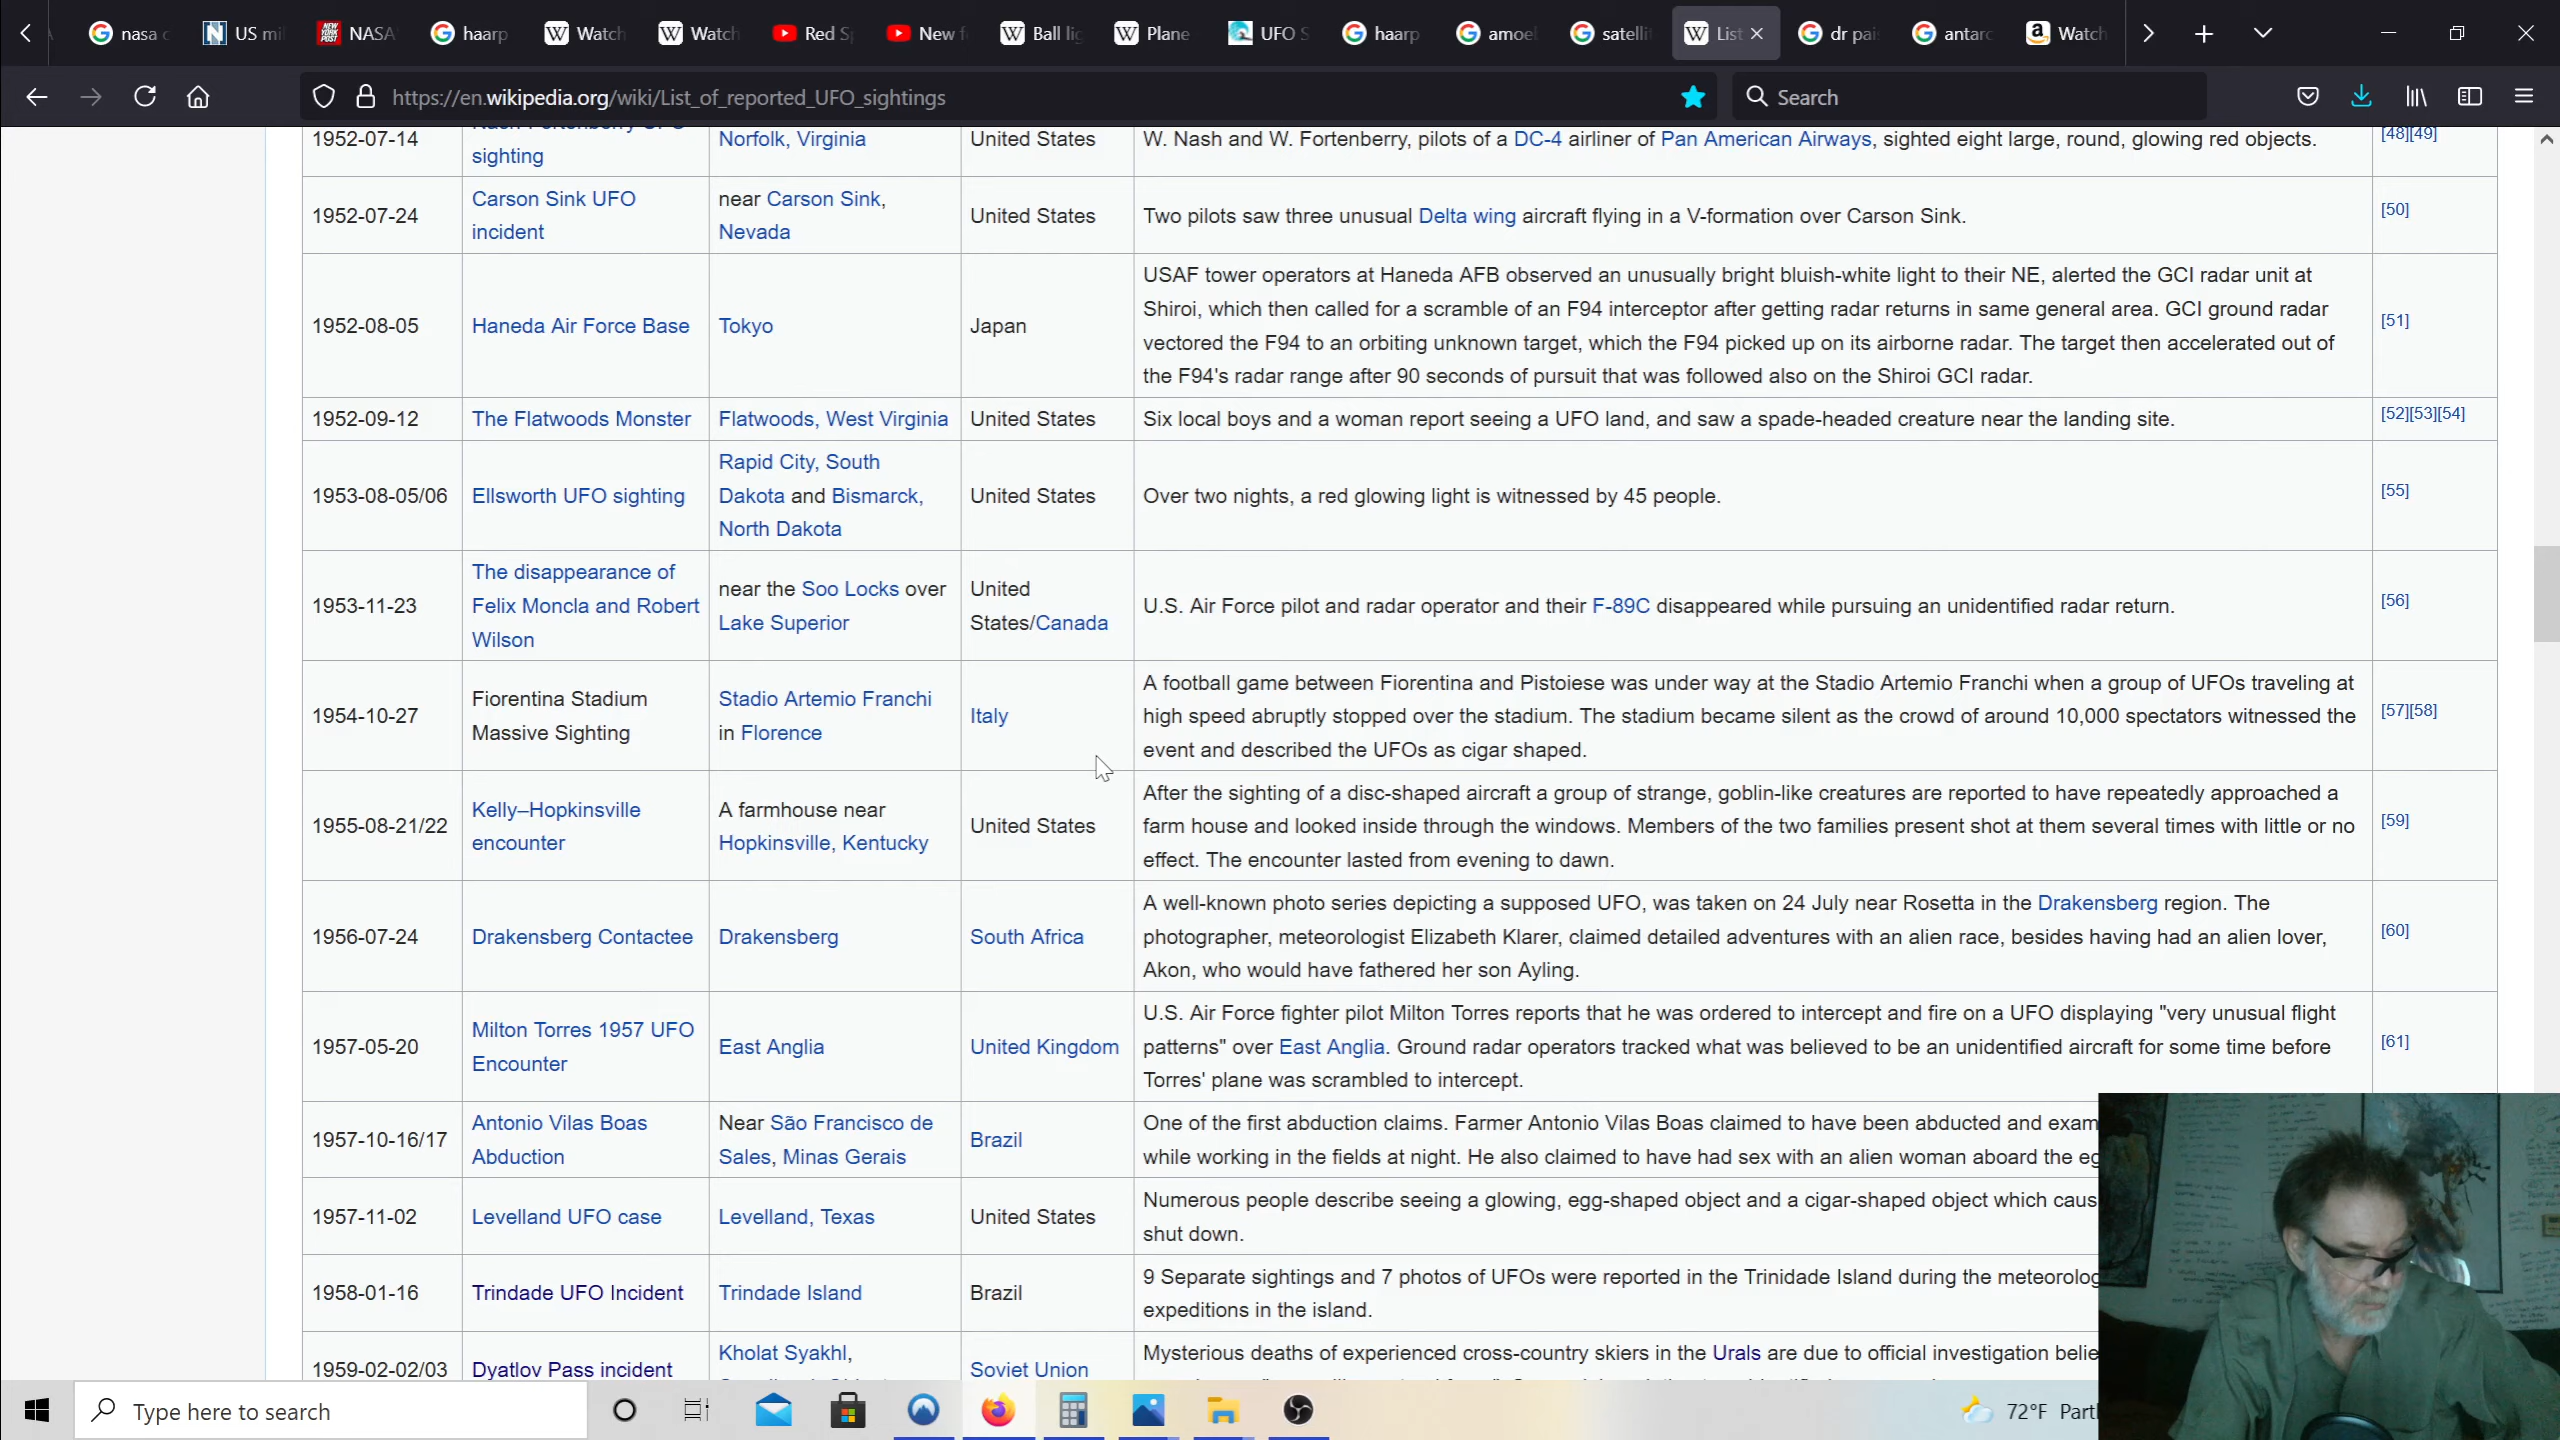 nasa c
US mi
NASA
haarp
Watch
Watch
Red S
New f
Ball lig
Plane
UFO S
haarp
amoel
satelli
List
dr pai
antarc
Watch
https://en.wikipedia.org/wiki/List_of_reported_UFO_sightings
Search
1952-07-14
sighting
Norfolk, Virginia
United States
W. Nash and W. Fortenberry, pilots of a DC-4 airliner of Pan American Airways, sighted eight large, round, glowing red objects.
[48][49]
1952-07-24
Carson Sink UFO
incident
near Carson Sink,
Nevada
United States
Two pilots saw three unusual Delta wing aircraft flying in a V-formation over Carson Sink.
[50]
1952-08-05
Haneda Air Force Base
Tokyo
Japan
USAF tower operators at Haneda AFB observed an unusually bright bluish-white light to their NE, alerted the GCI radar unit at
Shiroi, which then called for a scramble of an F94 interceptor after getting radar returns in same general area. GCI ground radar
vectored the F94 to an orbiting unknown target, which the F94 picked up on its airborne radar. The target then accelerated out of
the F94's radar range after 90 seconds of pursuit that was followed also on the Shiroi GCI radar.
[51]
1952-09-12
The Flatwoods Monster
Flatwoods, West Virginia
United States
Six local boys and a woman report seeing a UFO land, and saw a spade-headed creature near the landing site.
[52][53][54]
1953-08-05/06
Ellsworth UFO sighting
Rapid City, South
Dakota and Bismarck,
North Dakota
United States
Over two nights, a red glowing light is witnessed by 45 people.
[55]
1953-11-23
The disappearance of
Felix Moncla and Robert
Wilson
near the Soo Locks over
Lake Superior
United
States/Canada
U.S. Air Force pilot and radar operator and their F-89C disappeared while pursuing an unidentified radar return.
[56]
1954-10-27
Fiorentina Stadium
Massive Sighting
Stadio Artemio Franchi
in Florence
Italy
A football game between Fiorentina and Pistoiese was under way at the Stadio Artemio Franchi when a group of UFOs traveling at
high speed abruptly stopped over the stadium. The stadium became silent as the crowd of around 10,000 spectators witnessed the
event and described the UFOs as cigar shaped.
[57][58]
1955-08-21/22
Kelly–Hopkinsville
encounter
A farmhouse near
Hopkinsville, Kentucky
United States
After the sighting of a disc-shaped aircraft a group of strange, goblin-like creatures are reported to have repeatedly approached a
farm house and looked inside through the windows. Members of the two families present shot at them several times with little or no
effect. The encounter lasted from evening to dawn.
[59]
1956-07-24
Drakensberg Contactee
Drakensberg
South Africa
A well-known photo series depicting a supposed UFO, was taken on 24 July near Rosetta in the Drakensberg region. The
photographer, meteorologist Elizabeth Klarer, claimed detailed adventures with an alien race, besides having had an alien lover,
Akon, who would have fathered her son Ayling.
[60]
1957-05-20
Milton Torres 1957 UFO
Encounter
East Anglia
United Kingdom
U.S. Air Force fighter pilot Milton Torres reports that he was ordered to intercept and fire on a UFO displaying "very unusual flight
patterns" over East Anglia. Ground radar operators tracked what was believed to be an unidentified aircraft for some time before
Torres' plane was scrambled to intercept.
[61]
1957-10-16/17
Antonio Vilas Boas
Abduction
Near São Francisco de
Sales, Minas Gerais
Brazil
One of the first abduction claims. Farmer Antonio Vilas Boas claimed to have been abducted and exam
while working in the fields at night. He also claimed to have had sex with an alien woman aboard the eg
1957-11-02
Levelland UFO case
Levelland, Texas
United States
Numerous people describe seeing a glowing, egg-shaped object and a cigar-shaped object which caus
shut down.
1958-01-16
Trindade UFO Incident
Trindade Island
Brazil
9 Separate sightings and 7 photos of UFOs were reported in the Trinidade Island during the meteorolog
expeditions in the island.
1959-02-02/03
Dyatlov Pass incident
Kholat Syakhl,
Soviet Union
Mysterious deaths of experienced cross-country skiers in the Urals are due to official investigation belie
Type here to search
72°F Partl